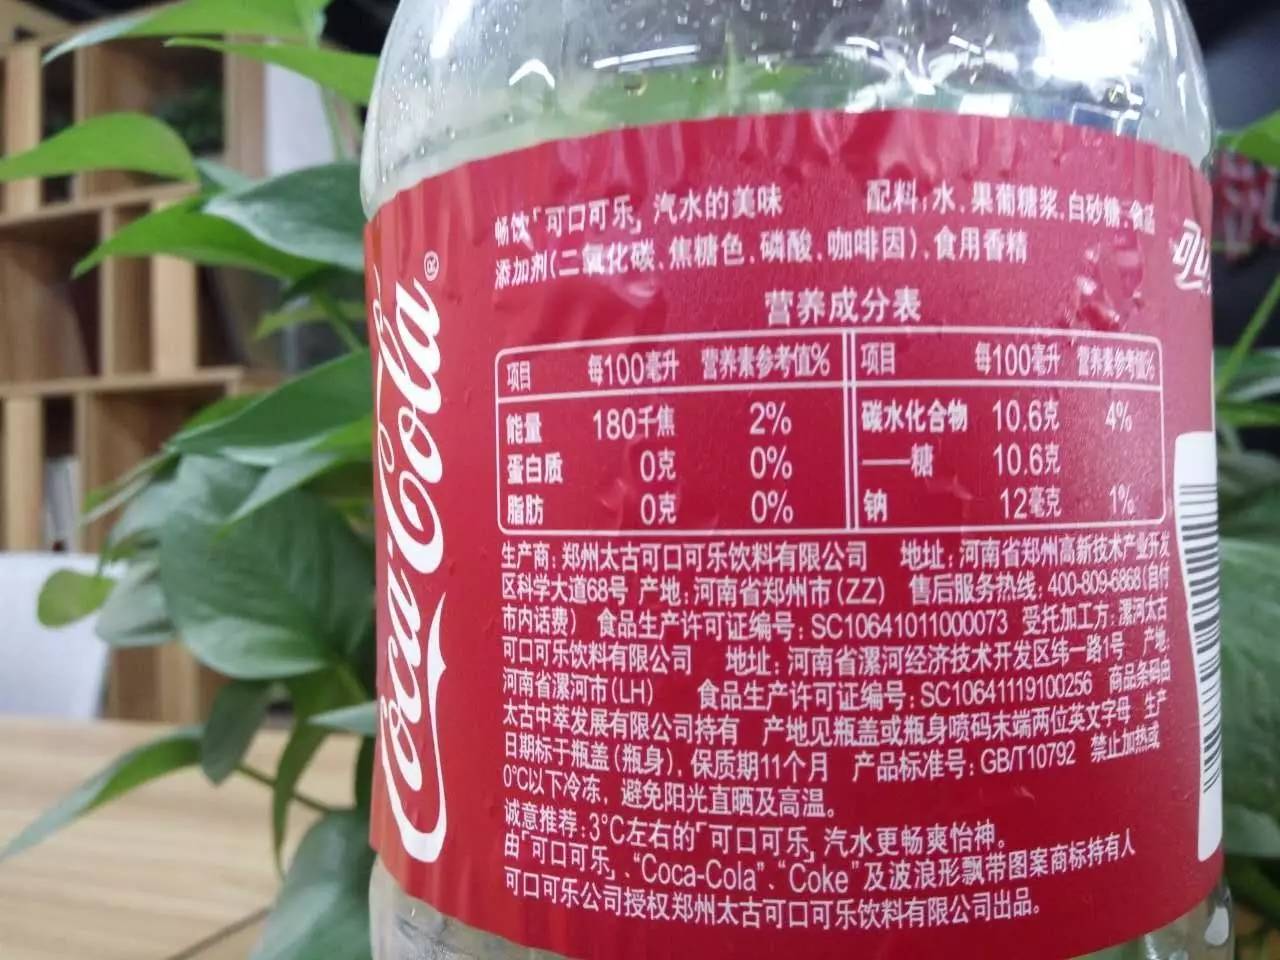 Coca-Cola®
畅饮「可口可乐」汽水的美味 配料:水、果葡糖浆、白砂糖、食品
添加剂(二氧化碳、焦糖色、磷酸、咖啡因)、食用香精
营养成分表
项目 每100毫升 营养素参考值% 项目 每100毫升 营养素参考值%
能量 180千焦 2% 碳水化合物 10.6克 4%
蛋白质 0克 0% ——糖 10.6克
脂肪 0克 0% 钠 12毫克 1%
生产商:郑州太古可口可乐饮料有限公司 地址:河南省郑州高新技术产业开发
区科学大道68号 产地:河南省郑州市(ZZ) 售后服务热线:400-809-6868(自付
市内话费) 食品生产许可证编号:SC10641011000073 受托加工方:漯河太古
可口可乐饮料有限公司 地址:河南省漯河经济技术开发区纬一路1号 产地:
河南省漯河市(LH) 食品生产许可证编号:SC10641119100256 商品条码由
太古中萃发展有限公司持有 产地见瓶盖或瓶身喷码末端两位英文字母 生产
日期标于瓶盖(瓶身),保质期11个月 产品标准号:GB/T10792 禁止加热或
0°C以下冷冻,避免阳光直晒及高温。
诚意推荐:3°C左右的「可口可乐」汽水更畅爽怡神。
由「可口可乐」、“Coca-Cola”、“Coke”及波浪形飘带图案商标持有人
可口可乐公司授权郑州太古可口可乐饮料有限公司出品。